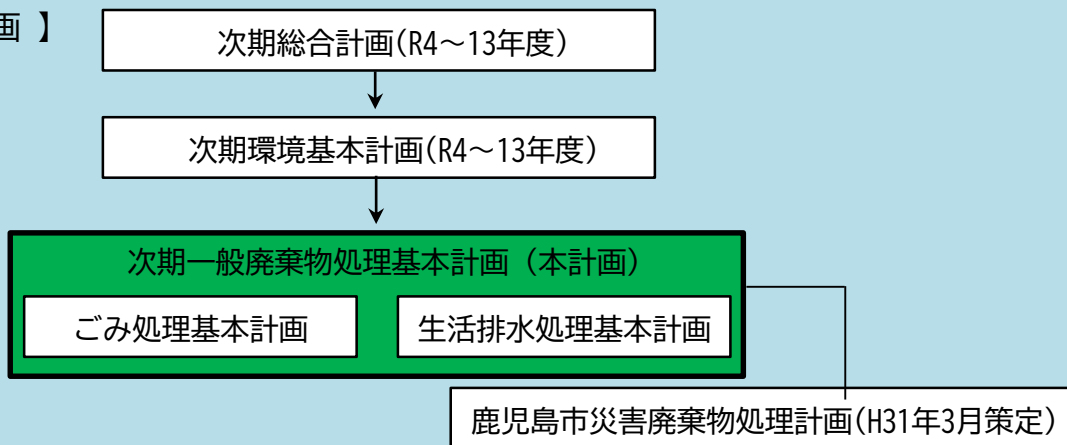 画 】
次期総合計画(R4～13年度)
次期環境基本計画(R4～13年度)
次期一般廃棄物処理基本計画（本計画）
ごみ処理基本計画
生活排水処理基本計画
鹿児島市災害廃棄物処理計画(H31年3月策定)